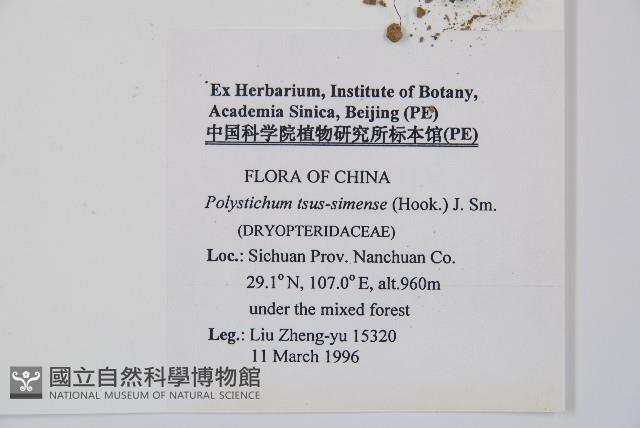 Ex Herbarium, Institute of Botany,
Academia Sinica, Beijing (PE)
中国科学院植物研究所标本馆(PE)
FLORA OF CHINA
Polystichum tsus-simense (Hook.) J. Sm.
(DRYOPTERIDACEAE)
Loc.: Sichuan Prov. Nanchuan Co.
29.1° N, 107.0° E, alt.960m
under the mixed forest
Leg.: Liu Zheng-yu 15320
11 March 1996
國立自然科學博物館
NATIONAL MUSEUM OF NATURAL SCIENCE